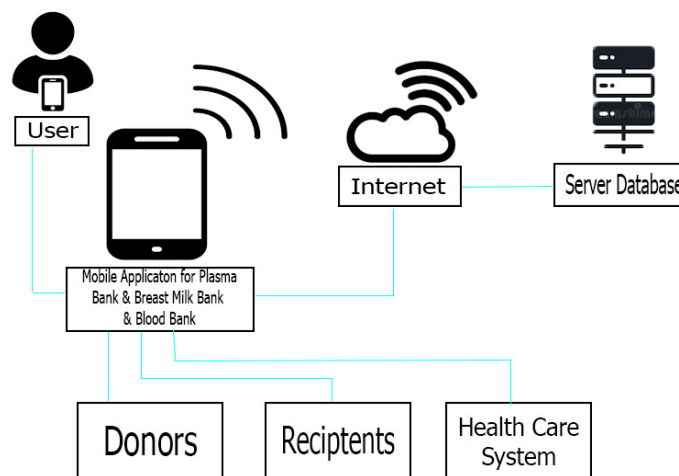 User
Internet
Server Database
Mobile Applicaton for Plasma
Bank & Breast Milk Bank
& Blood Bank
Donors
Reciptents
Health Care
System